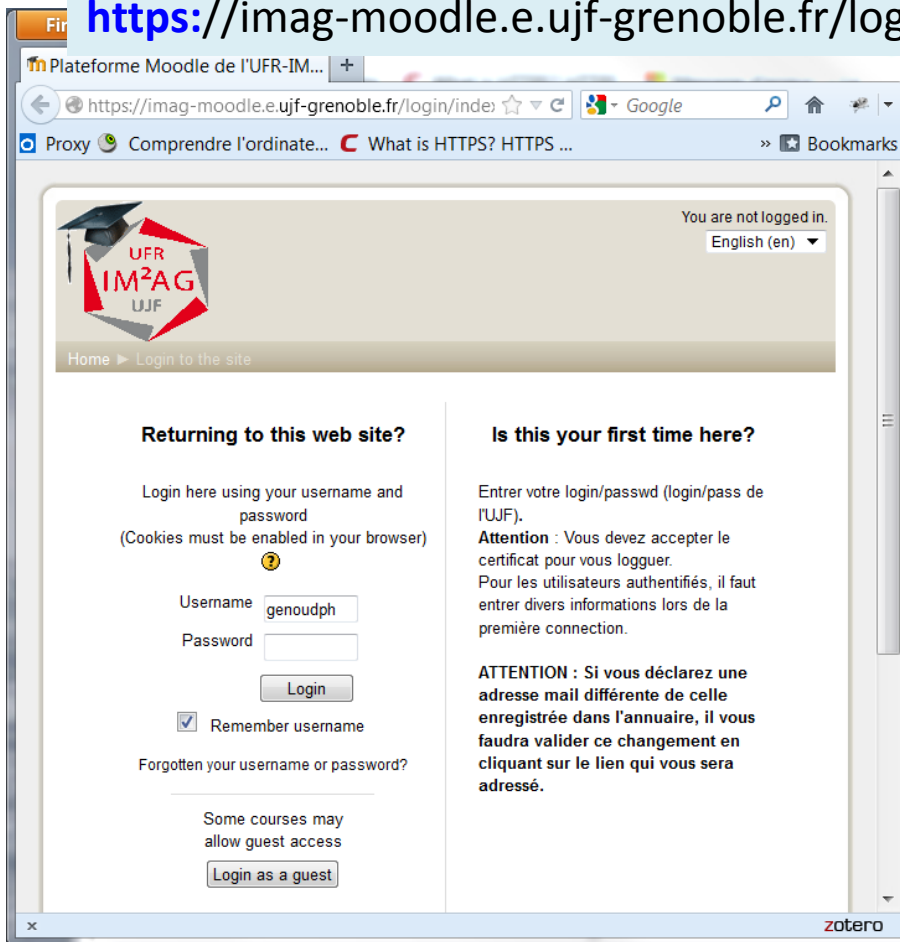 https://imag-moodle.e.ujf-grenoble.fr/log
Fir
Plateforme Moodle de l'UFR-IM... +
https://imag-moodle.e.ujf-grenoble.fr/login/index
Google
Proxy Comprendre l'ordinate... What is HTTPS? HTTPS ... » Bookmarks
You are not logged in.
English (en)
UFR
IM²AG
UJF
Home ► Login to the site
Returning to this web site?
Login here using your username and
password
(Cookies must be enabled in your browser)
?
Username genoudph
Password
Login
Remember username
Forgotten your username or password?
Some courses may
allow guest access
Login as a guest
Is this your first time here?
Entrer votre login/passwd (login/pass de
l'UJF).
Attention : Vous devez accepter le
certificat pour vous logguer.
Pour les utilisateurs authentifiés, il faut
entrer divers informations lors de la
première connection.
ATTENTION : Si vous déclarez une
adresse mail différente de celle
enregistrée dans l'annuaire, il vous
faudra valider ce changement en
cliquant sur le lien qui vous sera
adressé.
x
zotero